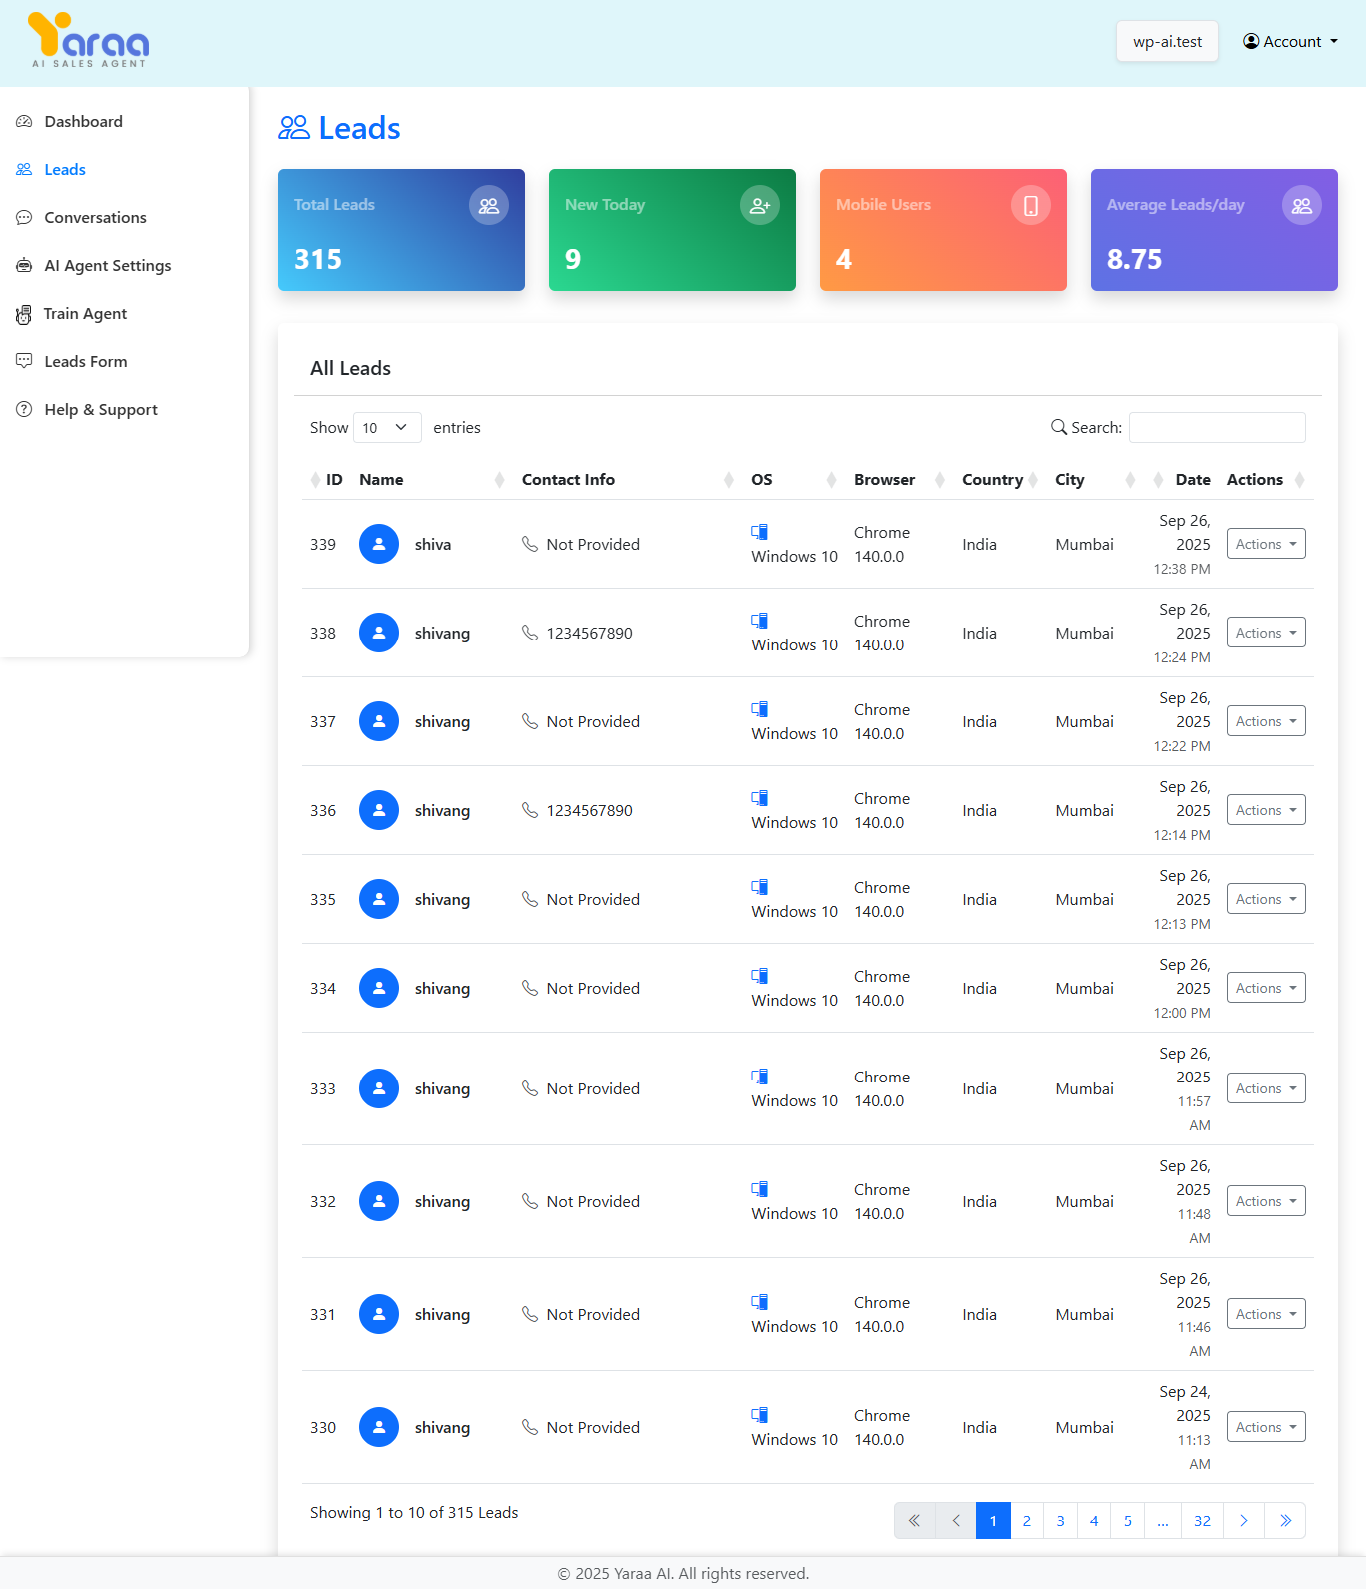 Yaraa
AI SALES AGENT
wp-ai.test
Account
Dashboard
Leads
Conversations
AI Agent Settings
Train Agent
Leads Form
Help & Support
Leads
Total Leads
315
New Today
9
Mobile Users
4
Average Leads/day
8.75
All Leads
Show 10 entries
Search:
ID Name Contact Info OS Browser Country City Date Actions
339 shiva Not Provided Windows 10 Chrome 140.0.0 India Mumbai Sep 26, 2025 12:38 PM Actions
338 shivang 1234567890 Windows 10 Chrome 140.0.0 India Mumbai Sep 26, 2025 12:24 PM Actions
337 shivang Not Provided Windows 10 Chrome 140.0.0 India Mumbai Sep 26, 2025 12:22 PM Actions
336 shivang 1234567890 Windows 10 Chrome 140.0.0 India Mumbai Sep 26, 2025 12:14 PM Actions
335 shivang Not Provided Windows 10 Chrome 140.0.0 India Mumbai Sep 26, 2025 12:13 PM Actions
334 shivang Not Provided Windows 10 Chrome 140.0.0 India Mumbai Sep 26, 2025 12:00 PM Actions
333 shivang Not Provided Windows 10 Chrome 140.0.0 India Mumbai Sep 26, 2025 11:57 AM Actions
332 shivang Not Provided Windows 10 Chrome 140.0.0 India Mumbai Sep 26, 2025 11:48 AM Actions
331 shivang Not Provided Windows 10 Chrome 140.0.0 India Mumbai Sep 26, 2025 11:46 AM Actions
330 shivang Not Provided Windows 10 Chrome 140.0.0 India Mumbai Sep 24, 2025 11:13 AM Actions
Showing 1 to 10 of 315 Leads
« ‹ 1 2 3 4 5 ... 32 › »
© 2025 Yaraa AI. All rights reserved.